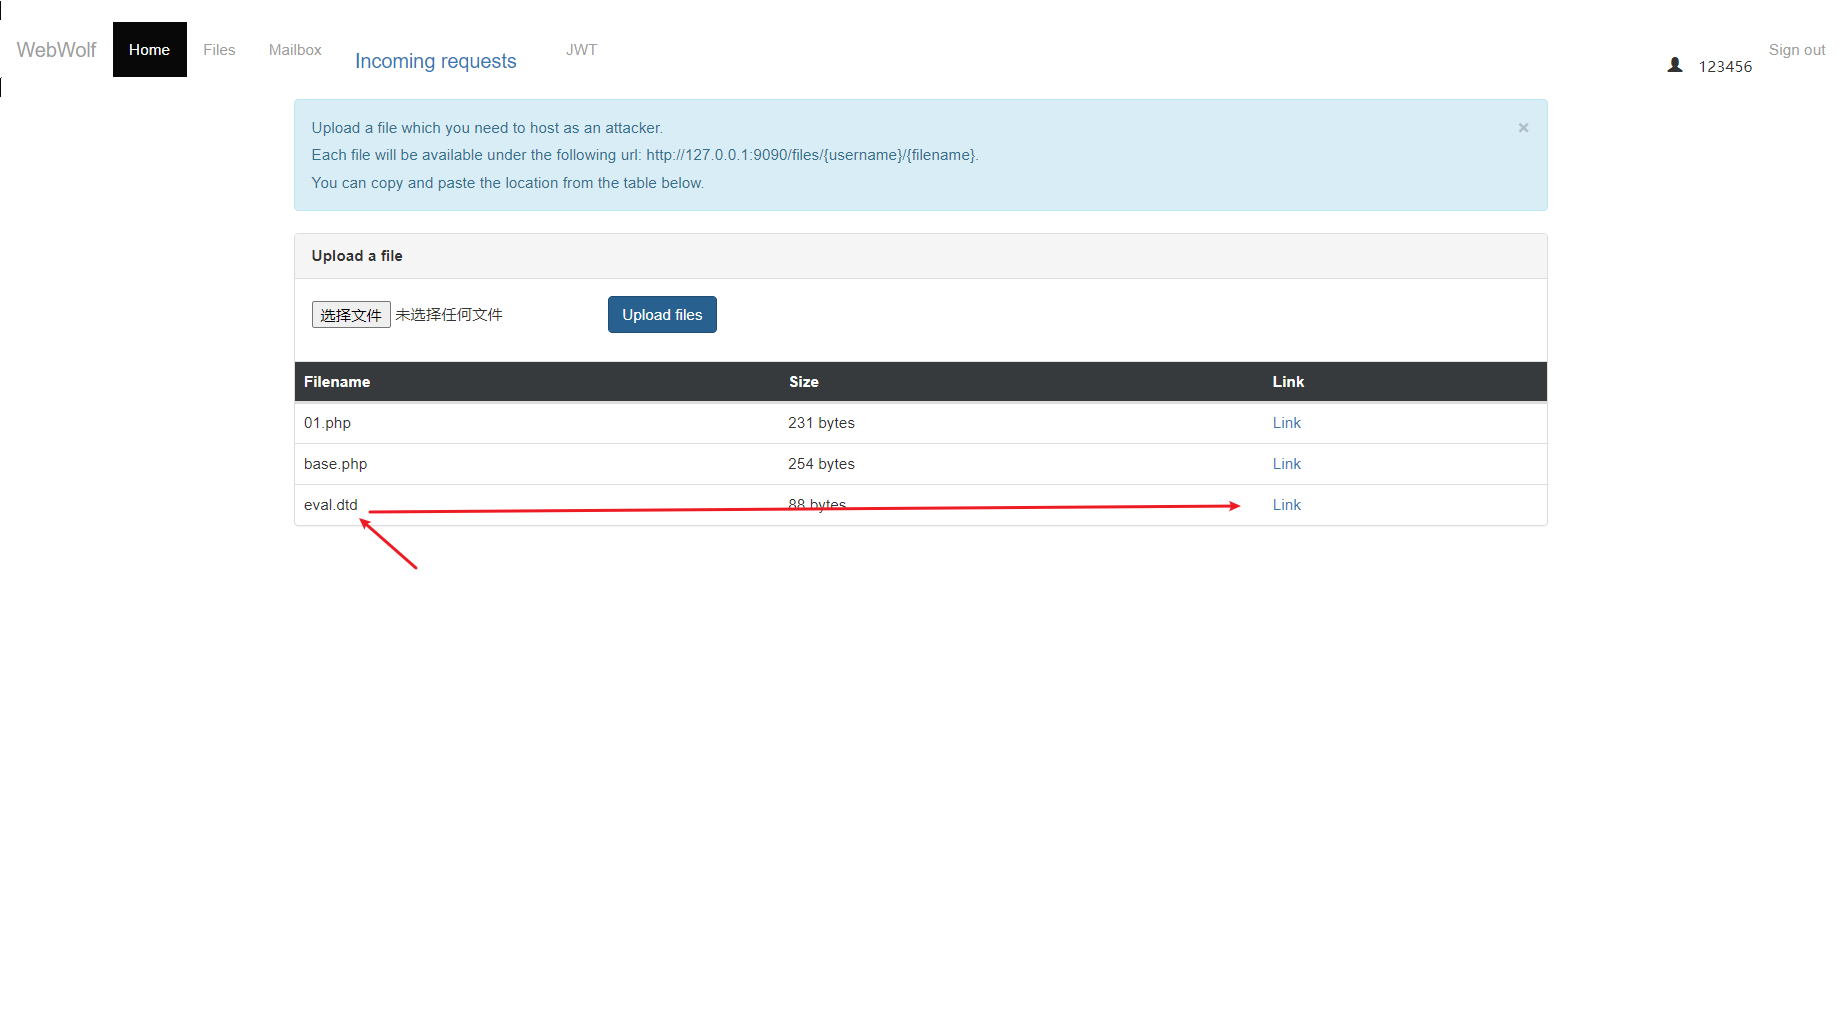 WebWolf Home Files Mailbox Incoming requests JWT 123456 Sign out
Upload a file which you need to host as an attacker. ×
Each file will be available under the following url: http://127.0.0.1:9090/files/{username}/{filename}.
You can copy and paste the location from the table below.
Upload a file
选择文件 未选择任何文件 Upload files
Filename Size Link
01.php 231 bytes Link
base.php 254 bytes Link
eval.dtd 88 bytes Link